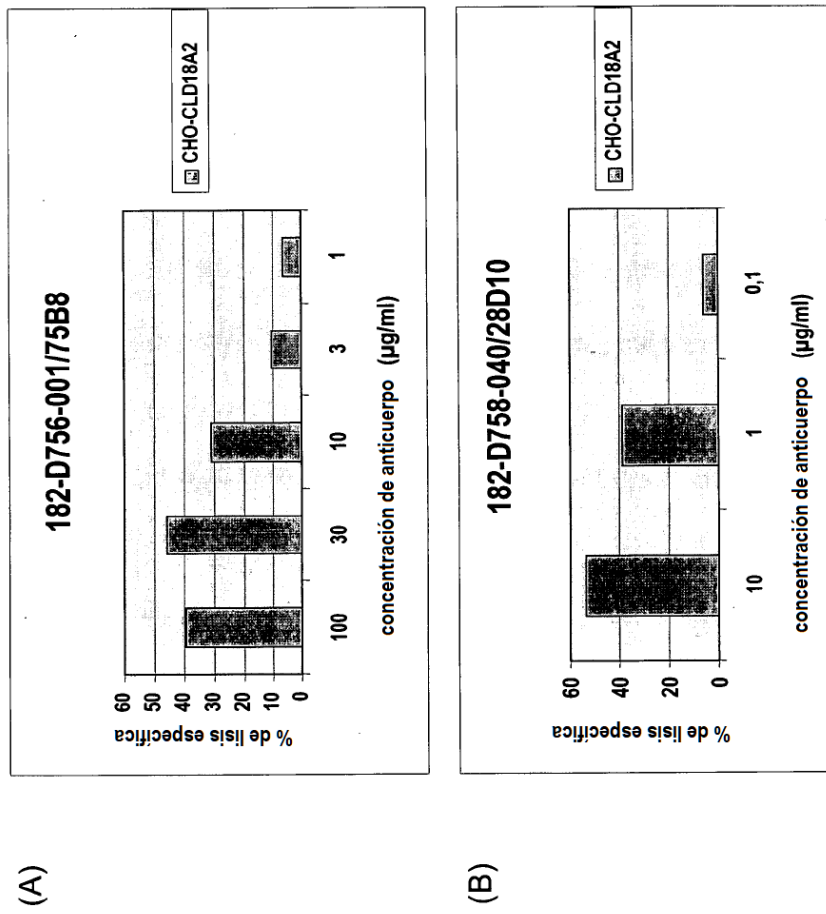 (A)
182-D756-001/75B8
% de lisis específica
60
50
40
30
20
10
0
100
30
10
3
1
concentración de anticuerpo (µg/ml)
CHO-CLD18A2
(B)
182-D758-040/28D10
% de lisis específica
60
40
20
0
10
1
0,1
concentración de anticuerpo (µg/ml)
CHO-CLD18A2